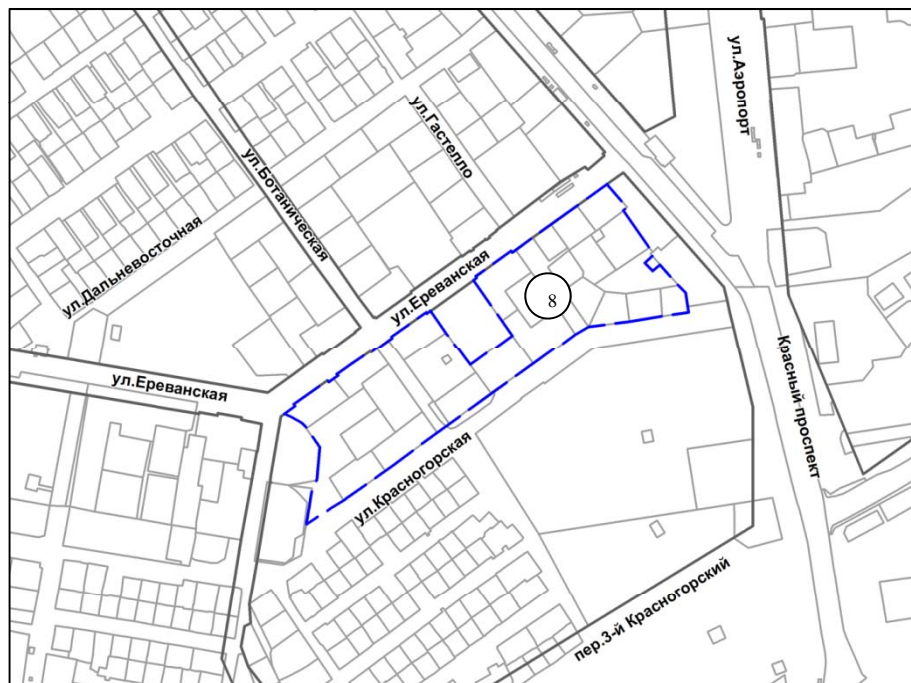 ул.Аэропорт
ул.Гастелло
ул.Ботаническая
ул.Дальневосточная
ул.Ереванская
8
ул.Ереванская
Красный проспект
ул.Красногорская
пер.3-й Красногорский